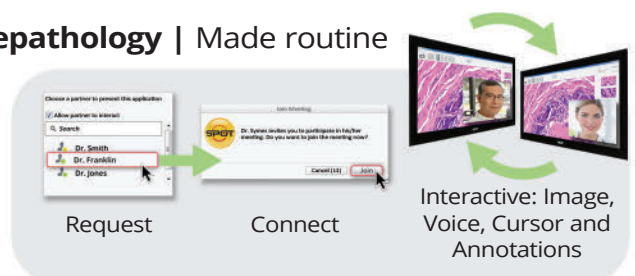 epathology | Made routine
Choose a partner to present this application
Allow partner to interact
Search
Dr. Smith
Dr. Franklin
Dr. Jones
Join Meeting
SPOT
Dr. Symes invites you to participate in his/her
meeting. Do you want to join the meeting now?
Cancel (13)
Join
Request
Connect
Interactive: Image,
Voice, Cursor and
Annotations